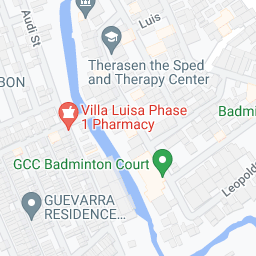 Audi St
Luis
Therasen the Sped
and Therapy Center
BON
Villa Luisa Phase
1 Pharmacy
Badmin
GCC Badminton Court
Leopold
GUEVARRA
RESIDENCE...